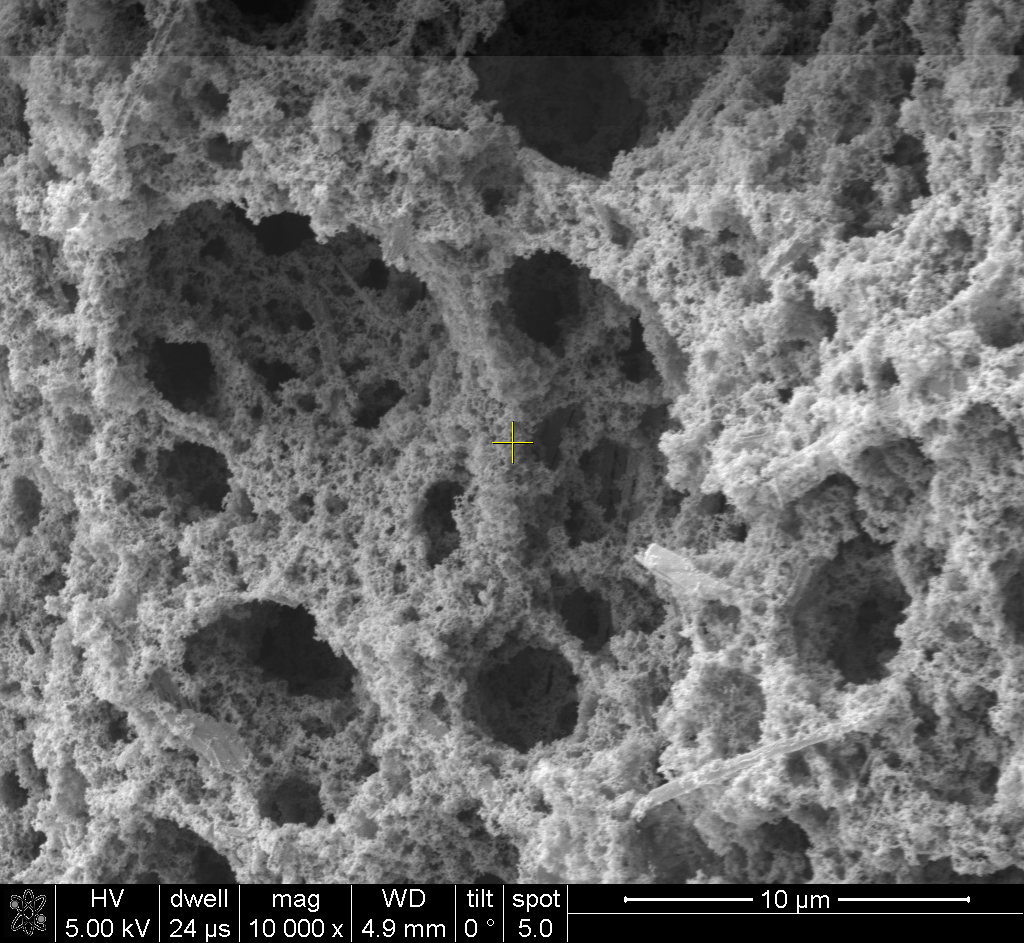 HV dwell mag WD tilt spot
10 µm
5.00 kV 24 µs 10 000 x 4.9 mm 0 ° 5.0